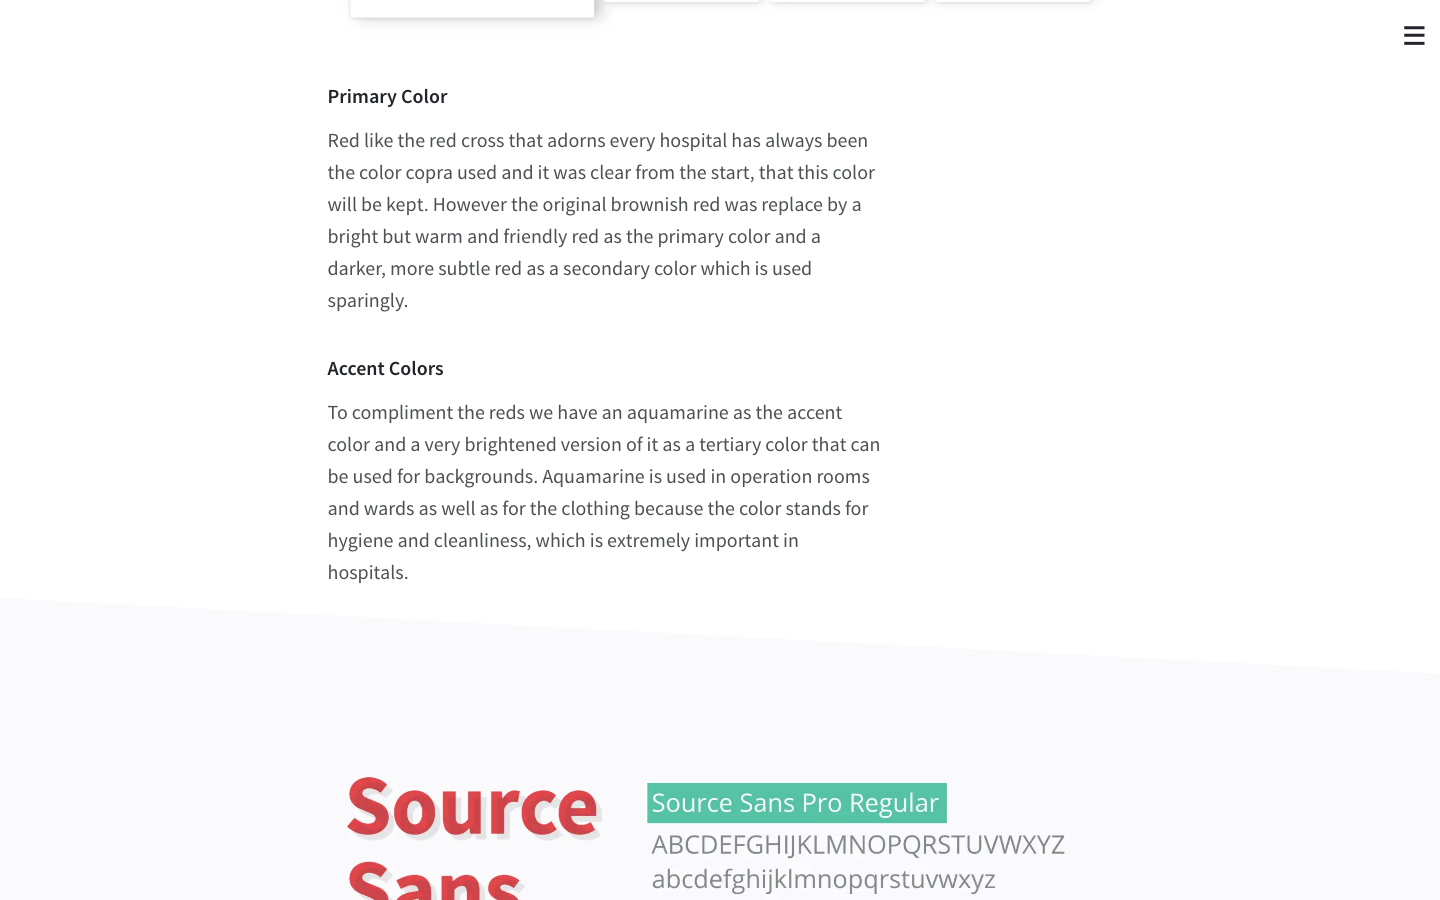 Primary Color
Red like the red cross that adorns every hospital has always been
the color copra used and it was clear from the start, that this color
will be kept. However the original brownish red was replace by a
bright but warm and friendly red as the primary color and a
darker, more subtle red as a secondary color which is used
sparingly.
Accent Colors
To compliment the reds we have an aquamarine as the accent
color and a very brightened version of it as a tertiary color that can
be used for backgrounds. Aquamarine is used in operation rooms
and wards as well as for the clothing because the color stands for
hygiene and cleanliness, which is extremely important in
hospitals.
Source
Sans
Source Sans Pro Regular
ABCDEFGHIJKLMNOPQRSTUVWXYZ
abcdefghijklmnopqrstuvwxyz